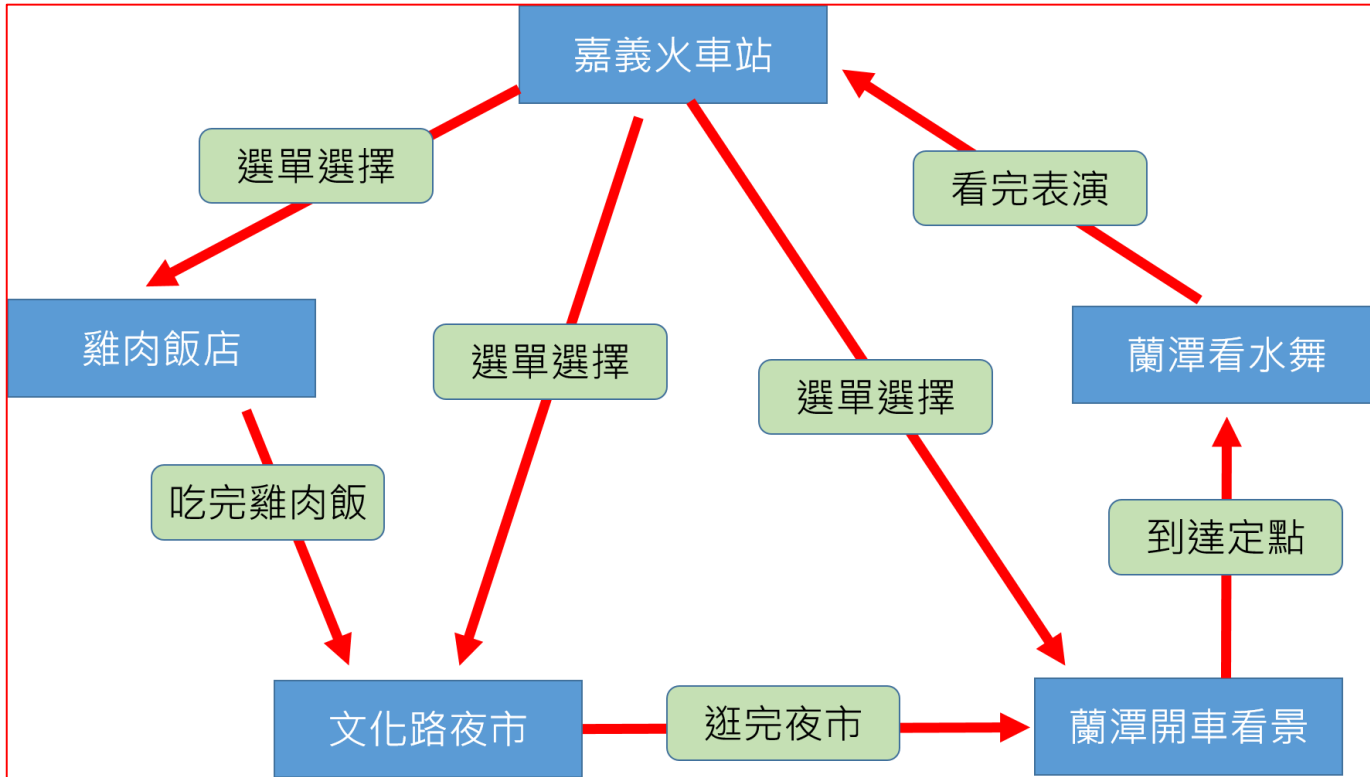 嘉義火車站
選單選擇
看完表演
雞肉飯店
選單選擇
選單選擇
蘭潭看水舞
吃完雞肉飯
到達定點
文化路夜市
逛完夜市
蘭潭開車看景